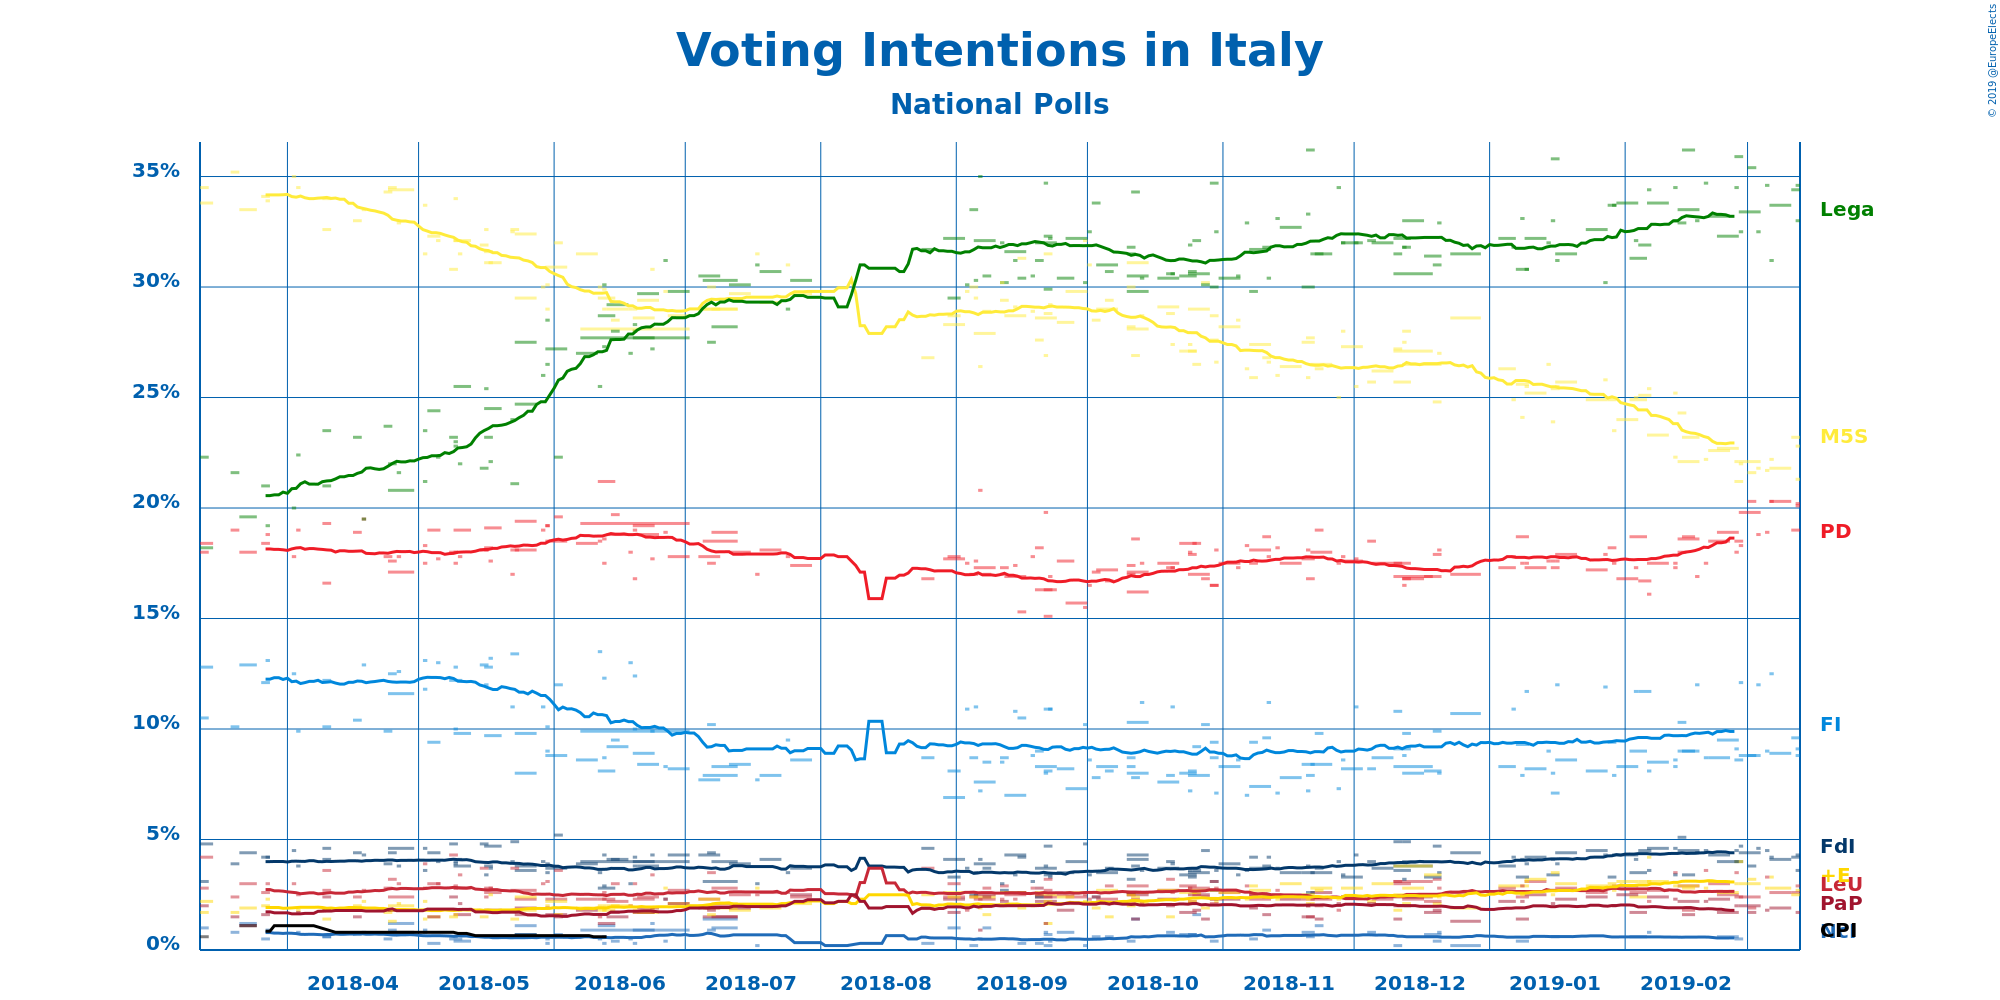 Voting Intentions in Italy
National Polls
© 2019 @EuropeElects
35%
30%
25%
20%
15%
10%
5%
0%
Lega
M5S
PD
FI
FdI
+E
LeU
PaP
CPI
2018-04
2018-05
2018-06
2018-07
2018-08
2018-09
2018-10
2018-11
2018-12
2019-01
2019-02